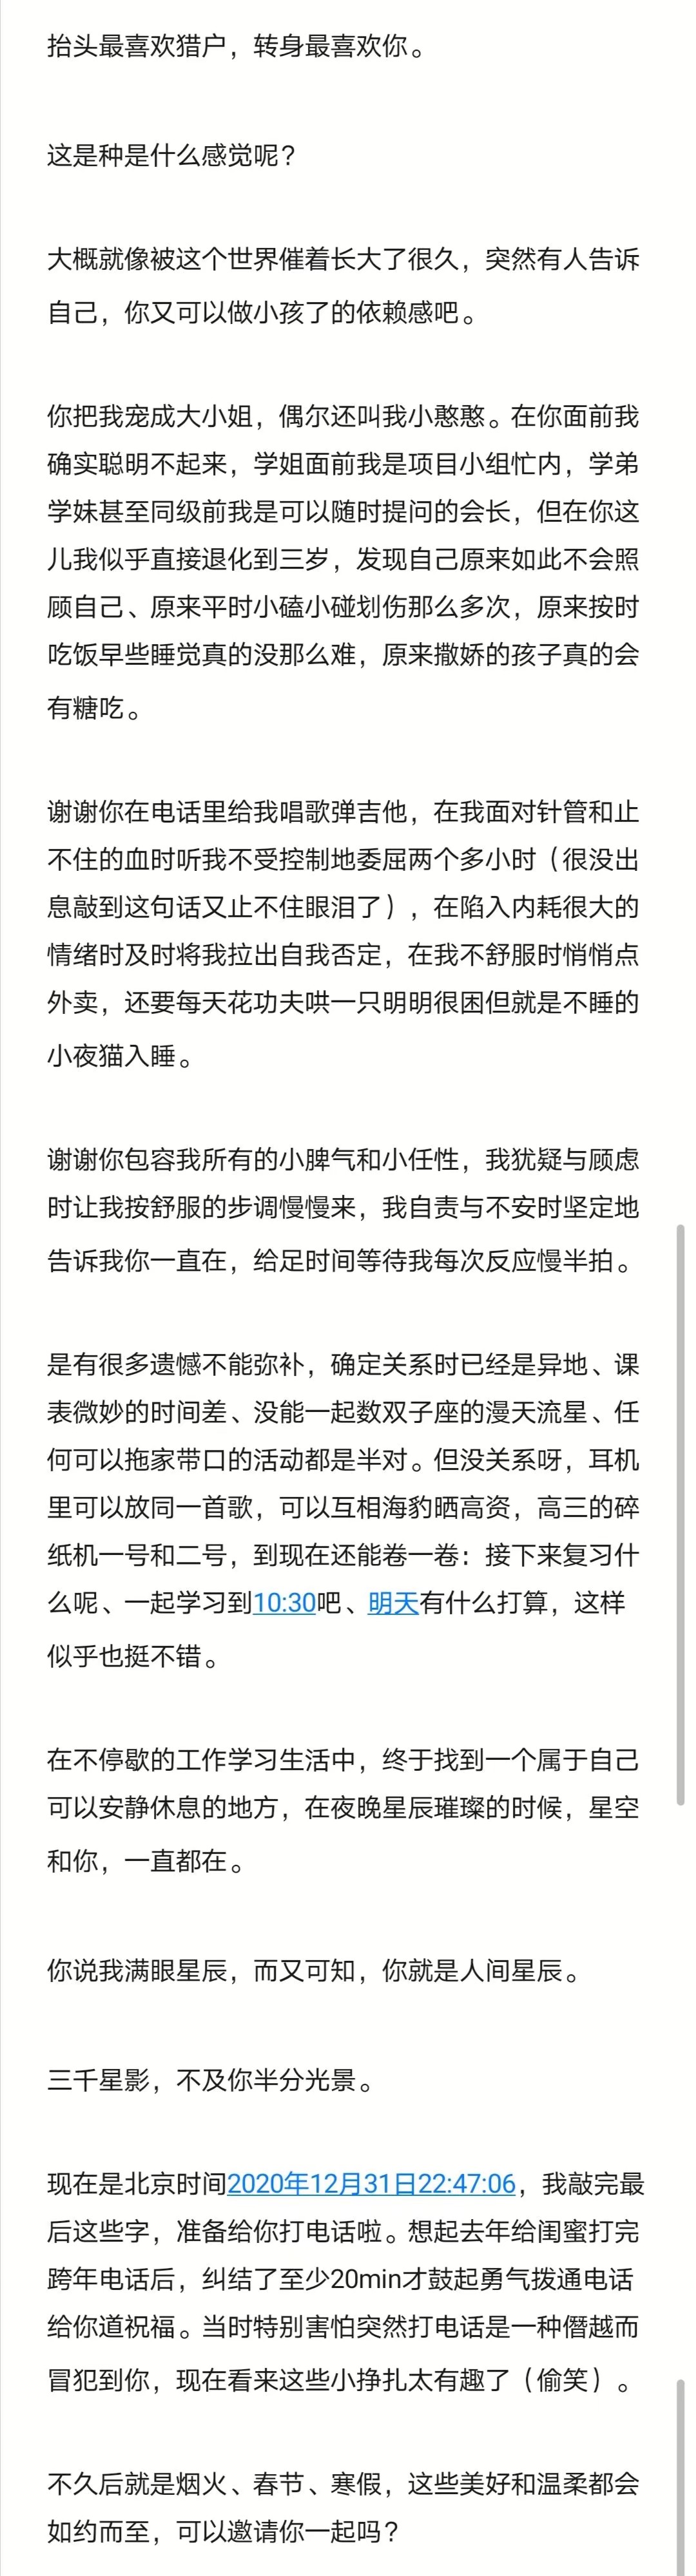 抬头最喜欢猎户，转身最喜欢你。
这是种是什么感觉呢？
大概就像被这个世界催着长大了很久，突然有人告诉
自己，你又可以做小孩了的依赖感吧。
你把我宠成大小姐，偶尔还叫我小憨憨。在你面前我
确实聪明不起来，学姐面前我是项目小组忙内，学弟
学妹甚至同级前我是可以随时提问的会长，但在你这
儿我似乎直接退化到三岁，发现自己原来如此不会照
顾自己、原来平时小磕小碰划伤那么多次，原来按时
吃饭早些睡觉真的没那么难，原来撒娇的孩子真的会
有糖吃。
谢谢你在电话里给我唱歌弹吉他，在我面对针管和止
不住的血时听我不受控制地委屈两个多小时（很没出
息敲到这句话又止不住眼泪了），在陷入内耗很大的
情绪时及时将我拉出自我否定，在我不舒服时悄悄点
外卖，还要每天花功夫哄一只明明很困但就是不睡的
小夜猫入睡。
谢谢你包容我所有的小脾气和小任性，我犹疑与顾虑
时让我按舒服的步调慢慢来，我自责与不安时坚定地
告诉我你一直在，给足时间等待我每次反应慢半拍。
是有很多遗憾不能弥补，确定关系时已经是异地、课
表微妙的时间差、没能一起数双子座的漫天流星、任
何可以拖家带口的活动都是半对。但没关系呀，耳机
里可以放同一首歌，可以互相海豹晒高资，高三的碎
纸机一号和二号，到现在还能卷一卷：接下来复习什
么呢、一起学习到10:30吧、明天有什么打算，这样
似乎也挺不错。
在不停歇的工作学习生活中，终于找到一个属于自己
可以安静休息的地方，在夜晚星辰璀璨的时候，星空
和你，一直都在。
你说我满眼星辰，而又可知，你就是人间星辰。
三千星影，不及你半分光景。
现在是北京时间2020年12月31日22:47:06，我敲完最
后这些字，准备给你打电话啦。想起去年给闺蜜打完
跨年电话后，纠结了至少20min才鼓起勇气拨通电话
给你道祝福。当时特别害怕突然打电话是一种僭越而
冒犯到你，现在看来这些小挣扎太有趣了（偷笑）。
不久后就是烟火、春节、寒假，这些美好和温柔都会
如约而至，可以邀请你一起吗？